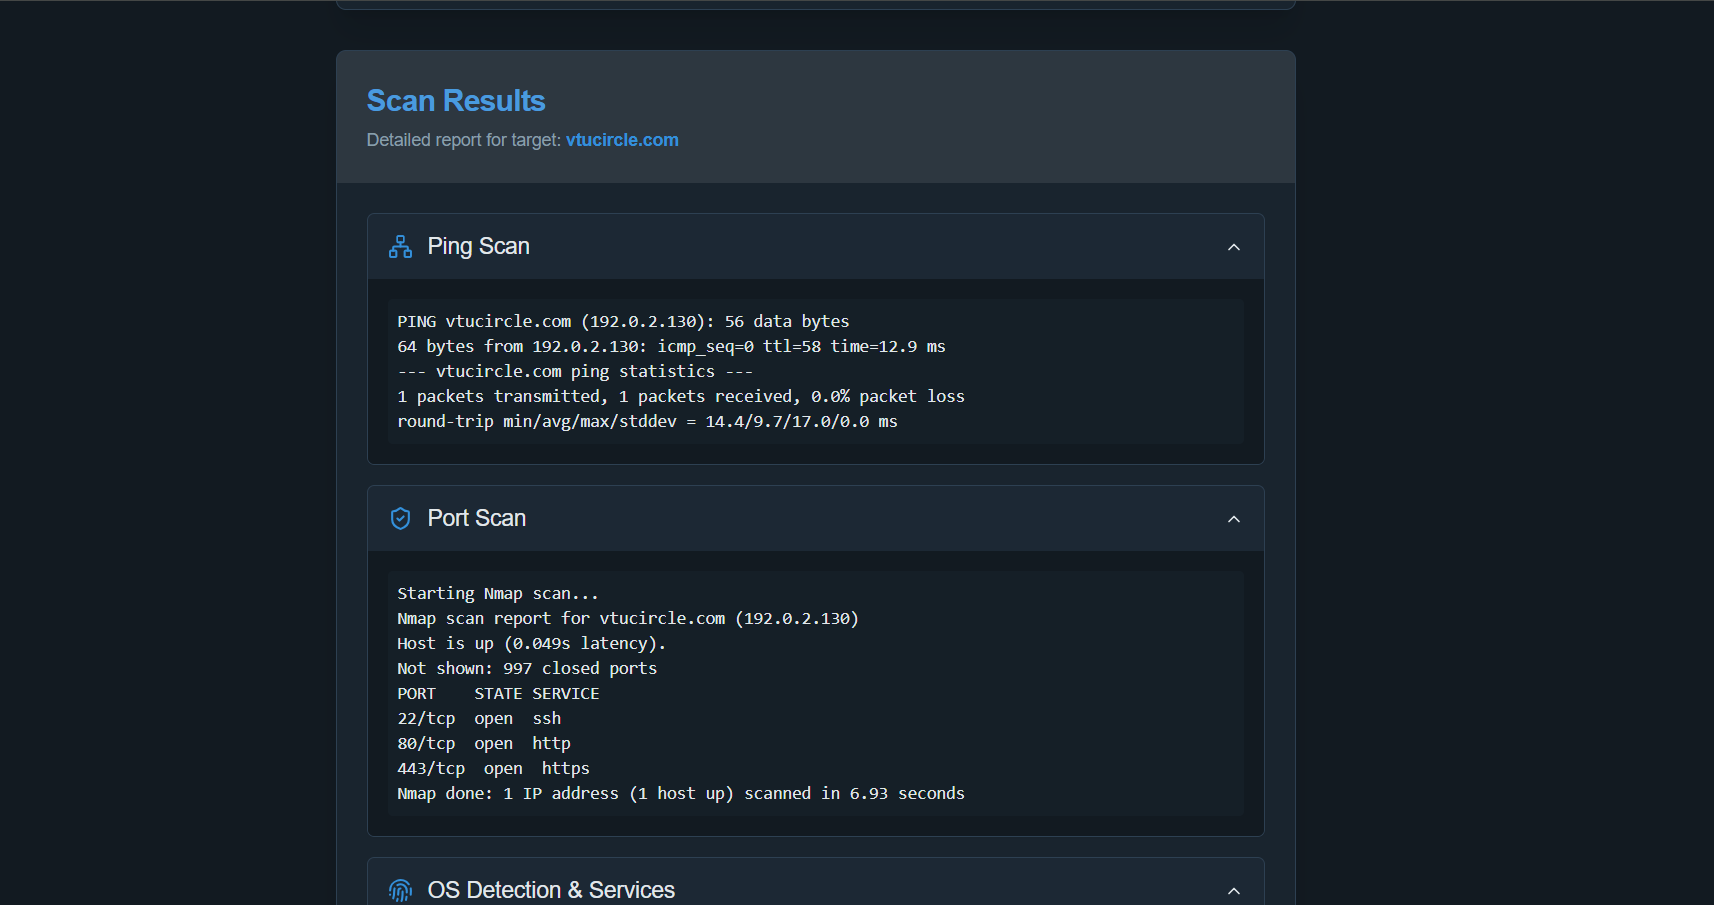 Scan Results
Detailed report for target: vtucircle.com
Ping Scan
PING vtucircle.com (192.0.2.130): 56 data bytes
64 bytes from 192.0.2.130: icmp_seq=0 ttl=58 time=12.9 ms
--- vtucircle.com ping statistics ---
1 packets transmitted, 1 packets received, 0.0% packet loss
round-trip min/avg/max/stddev = 14.4/9.7/17.0/0.0 ms
Port Scan
Starting Nmap scan...
Nmap scan report for vtucircle.com (192.0.2.130)
Host is up (0.049s latency).
Not shown: 997 closed ports
PORT    STATE SERVICE
22/tcp  open  ssh
80/tcp  open  http
443/tcp  open  https
Nmap done: 1 IP address (1 host up) scanned in 6.93 seconds
OS Detection & Services